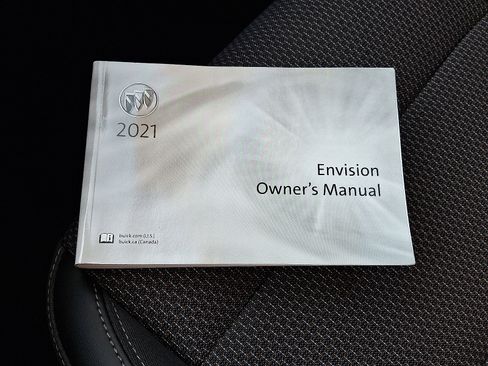 2021
Envision
Owner's Manual
buick.com (U.S.)
buick.ca (Canada)